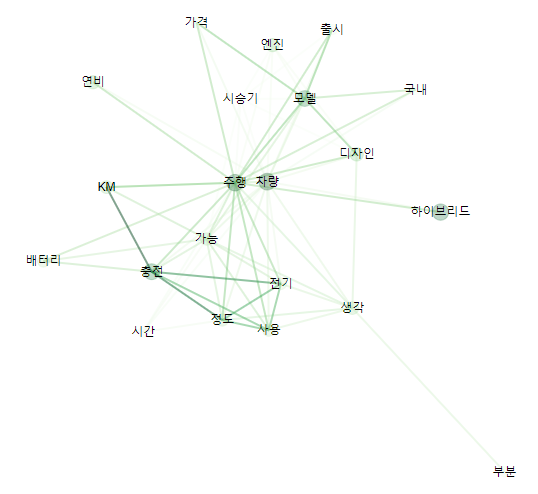 가격
출시
엔진
연비
국내
시승기
모델
디자인
주행
차량
KM
하이브리드
가능
배터리
충전
전기
생각
정도
사용
시간
부분